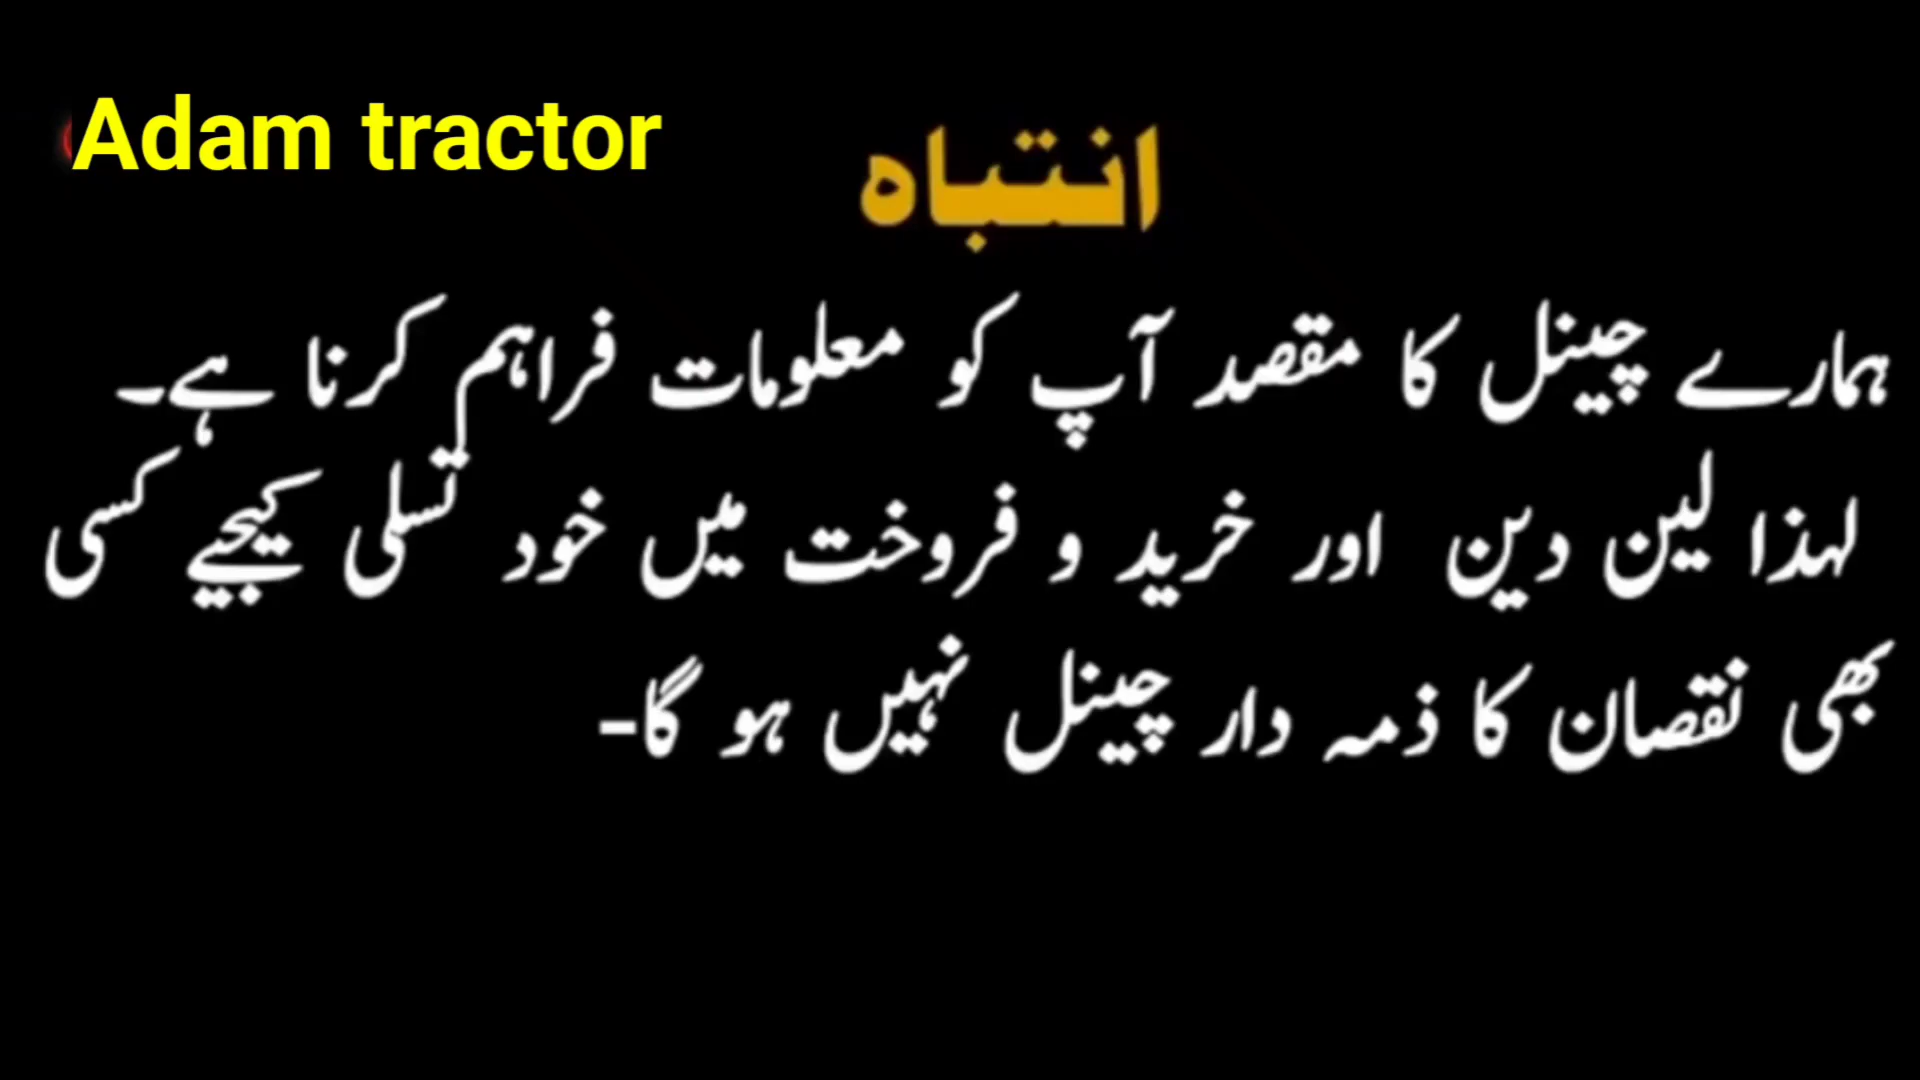 Adam tractor
انتباہ
ہمارے چینل کا مقصد آپ کو معلومات فراہم کرنا ہے۔
لہذا لین دین اور خرید و فروخت میں خود تسلی کیجیے کسی
بھی نقصان کا ذمہ دار چینل نہیں ہو گا-